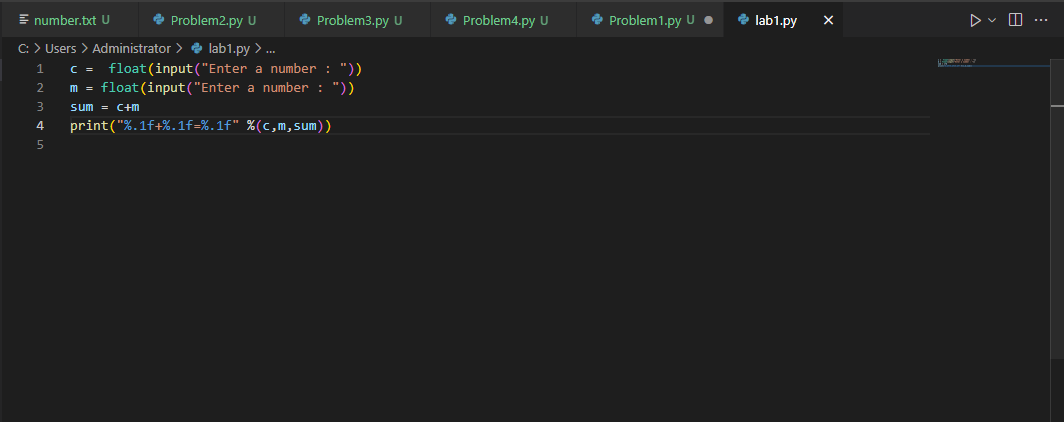 number.txt U Problem2.py U Problem3.py U Problem4.py U Problem1.py U lab1.py
C: > Users > Administrator > lab1.py > ...
1 c =  float(input("Enter a number : "))
2 m = float(input("Enter a number : "))
3 sum = c+m
4 print("%.1f+%.1f=%.1f" %(c,m,sum))
5